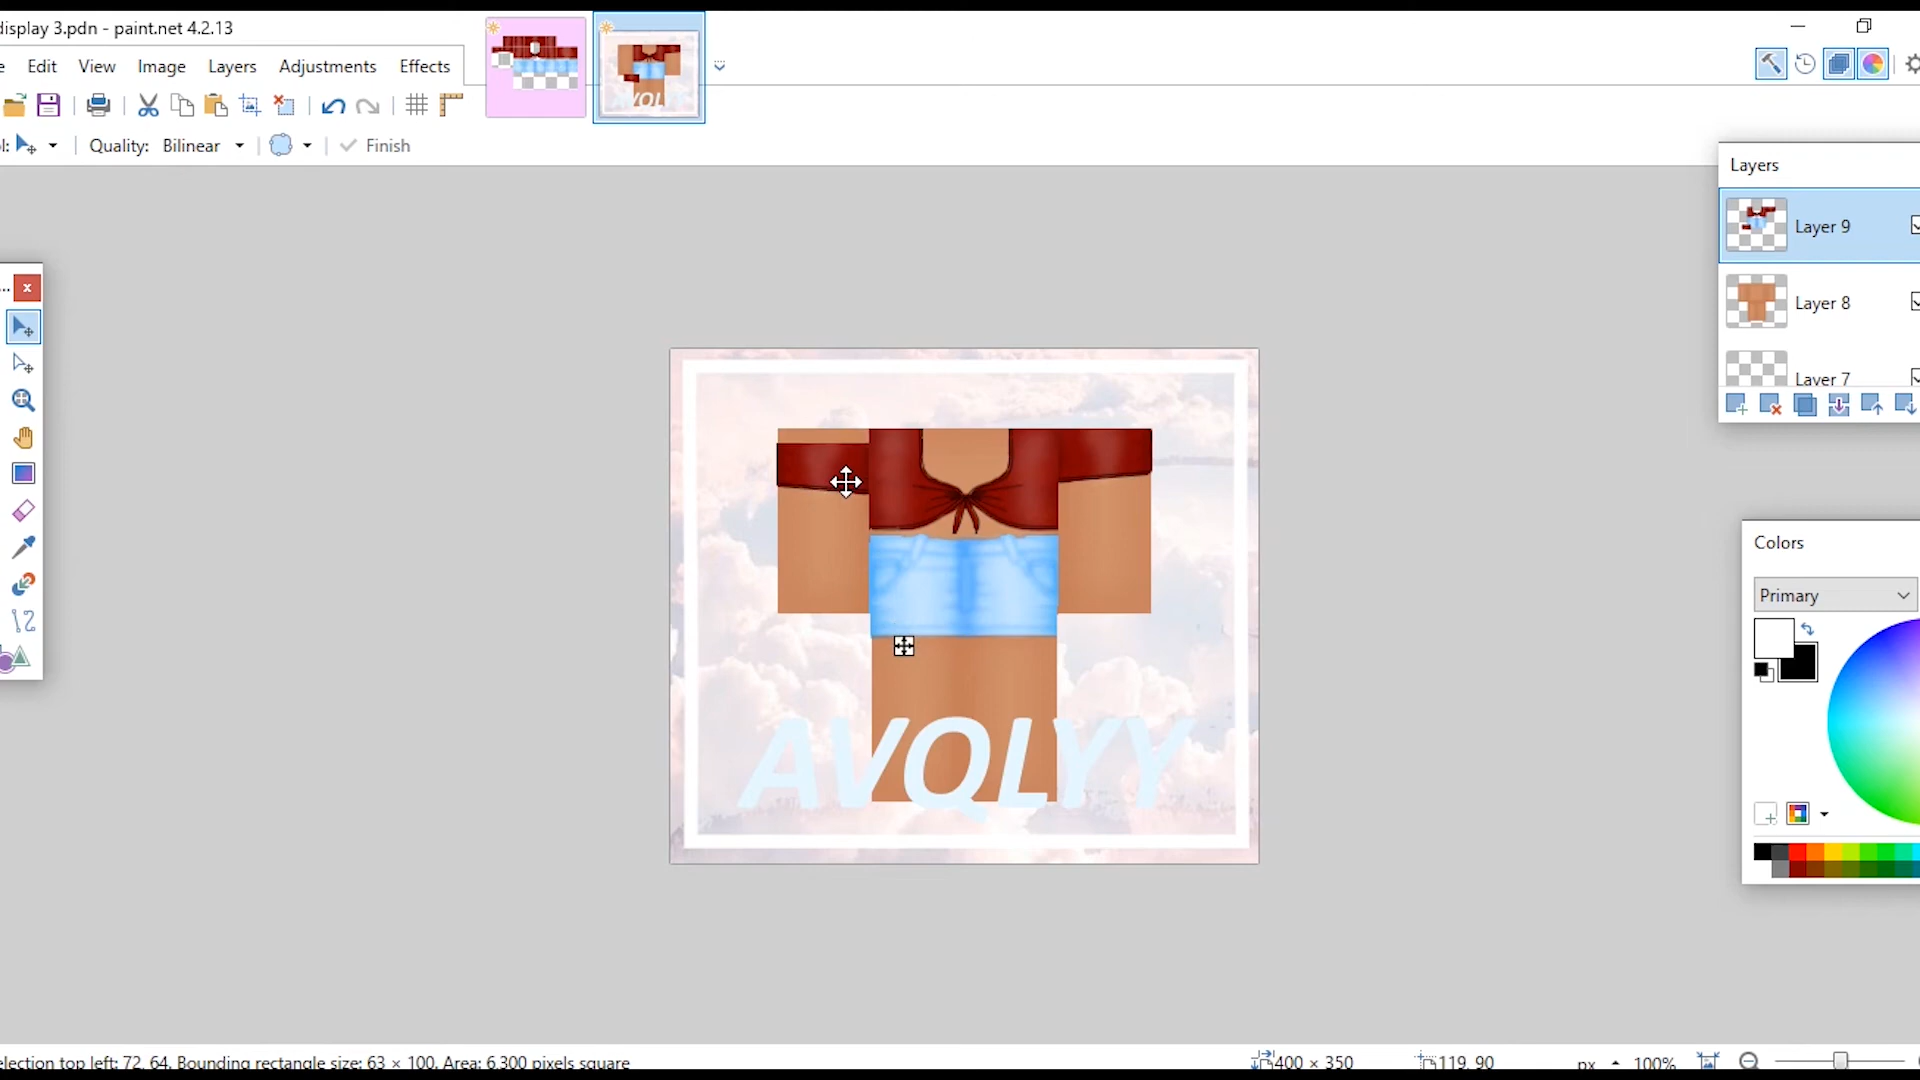 display 3.pdn - paint.net 4.2.13
Edit View Image Layers Adjustments Effects
Quality: Bilinear Finish
Layers
Layer 9
Layer 8
Layer 7
Colors
Primary
AVQLYY
election top left: 72, 64. Bounding rectangle size: 63 × 100. Area: 6,300 pixels square
400 × 350
119, 90
px
100%